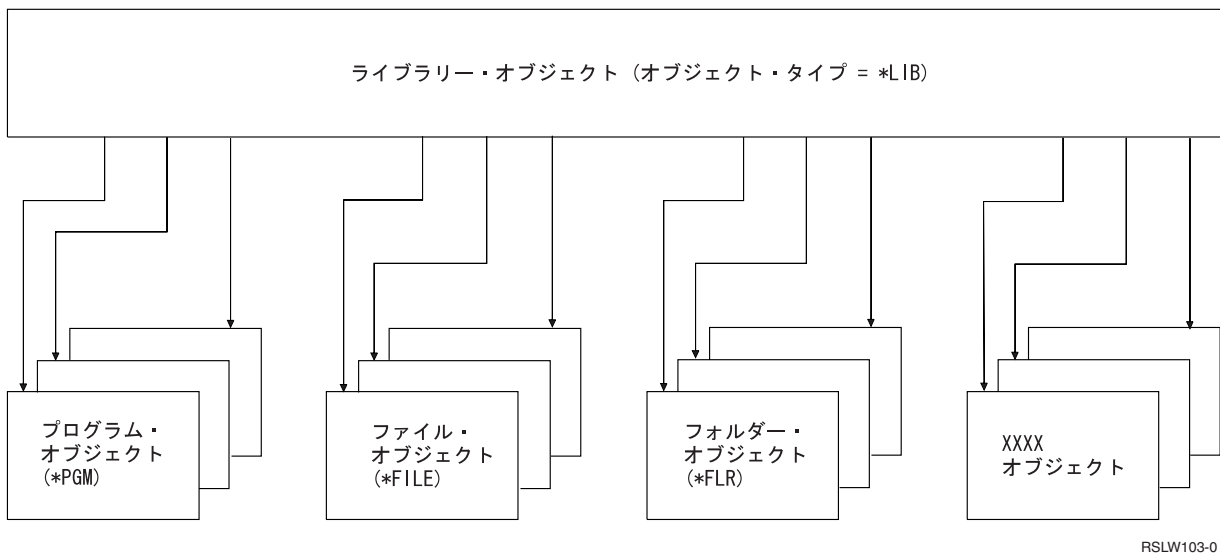 ライブラリー・オブジェクト (オブジェクト・タイプ = *LIB)
プログラム・
オブジェクト
(*PGM)
ファイル・
オブジェクト
(*FILE)
フォルダー・
オブジェクト
(*FLR)
XXXX
オブジェクト
RSLW103-0